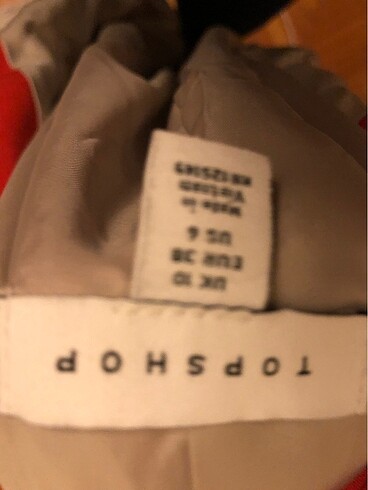 TOPSHOP
UK 10
EUR 38
US 6
Made in
Vietnam